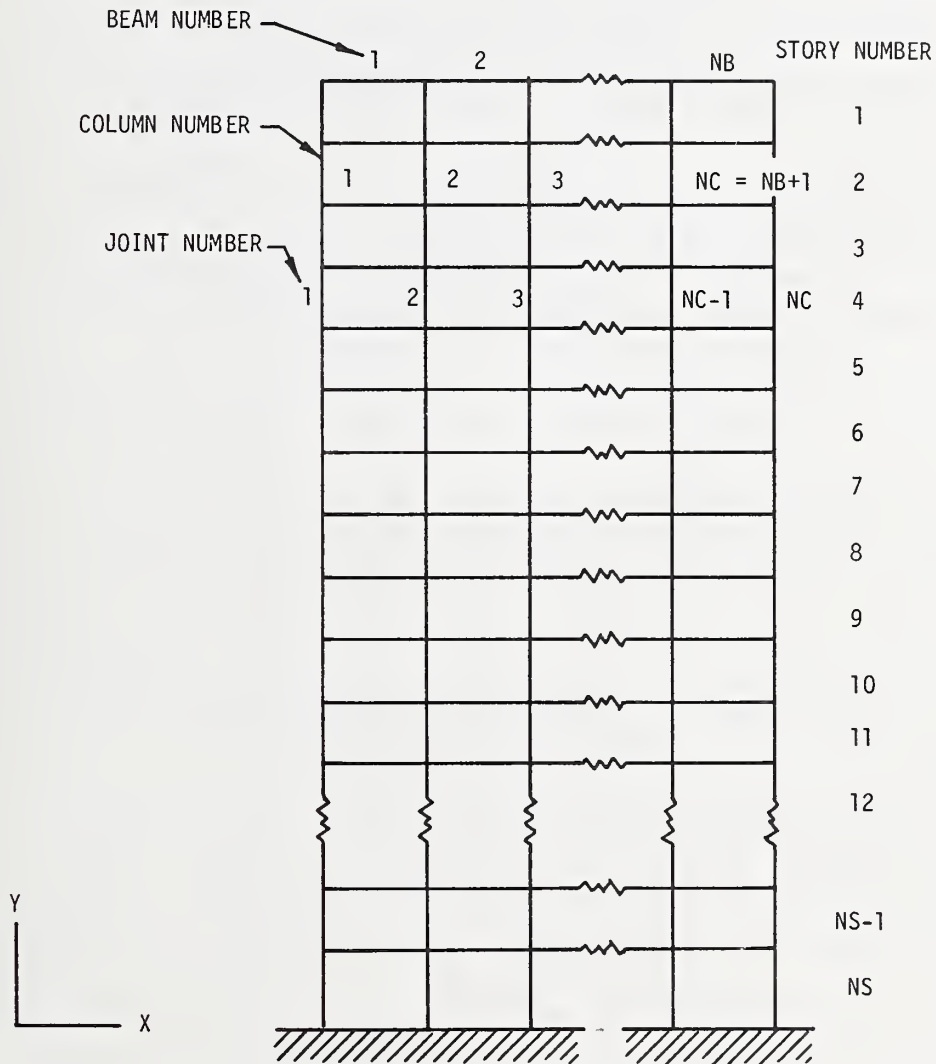 BEAM NUMBER
1 2 NB STORY NUMBER
1
COLUMN NUMBER
1 2 3 NC = NB+1 2
JOINT NUMBER
3
1 2 3 NC-1 NC 4
5
6
7
8
9
10
11
12
Y
NS-1
NS
X